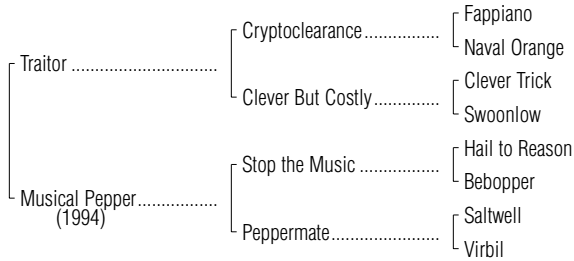 Fappiano
Cryptoclearance..................
Naval Orange
Traitor ...............................
Clever Trick
Clever But Costly...............
Swoonlow
Hail to Reason
Stop the Music ..................
Bebopper
Musical Pepper.................
(1994)
Saltwell
Peppermate........................
Virbil